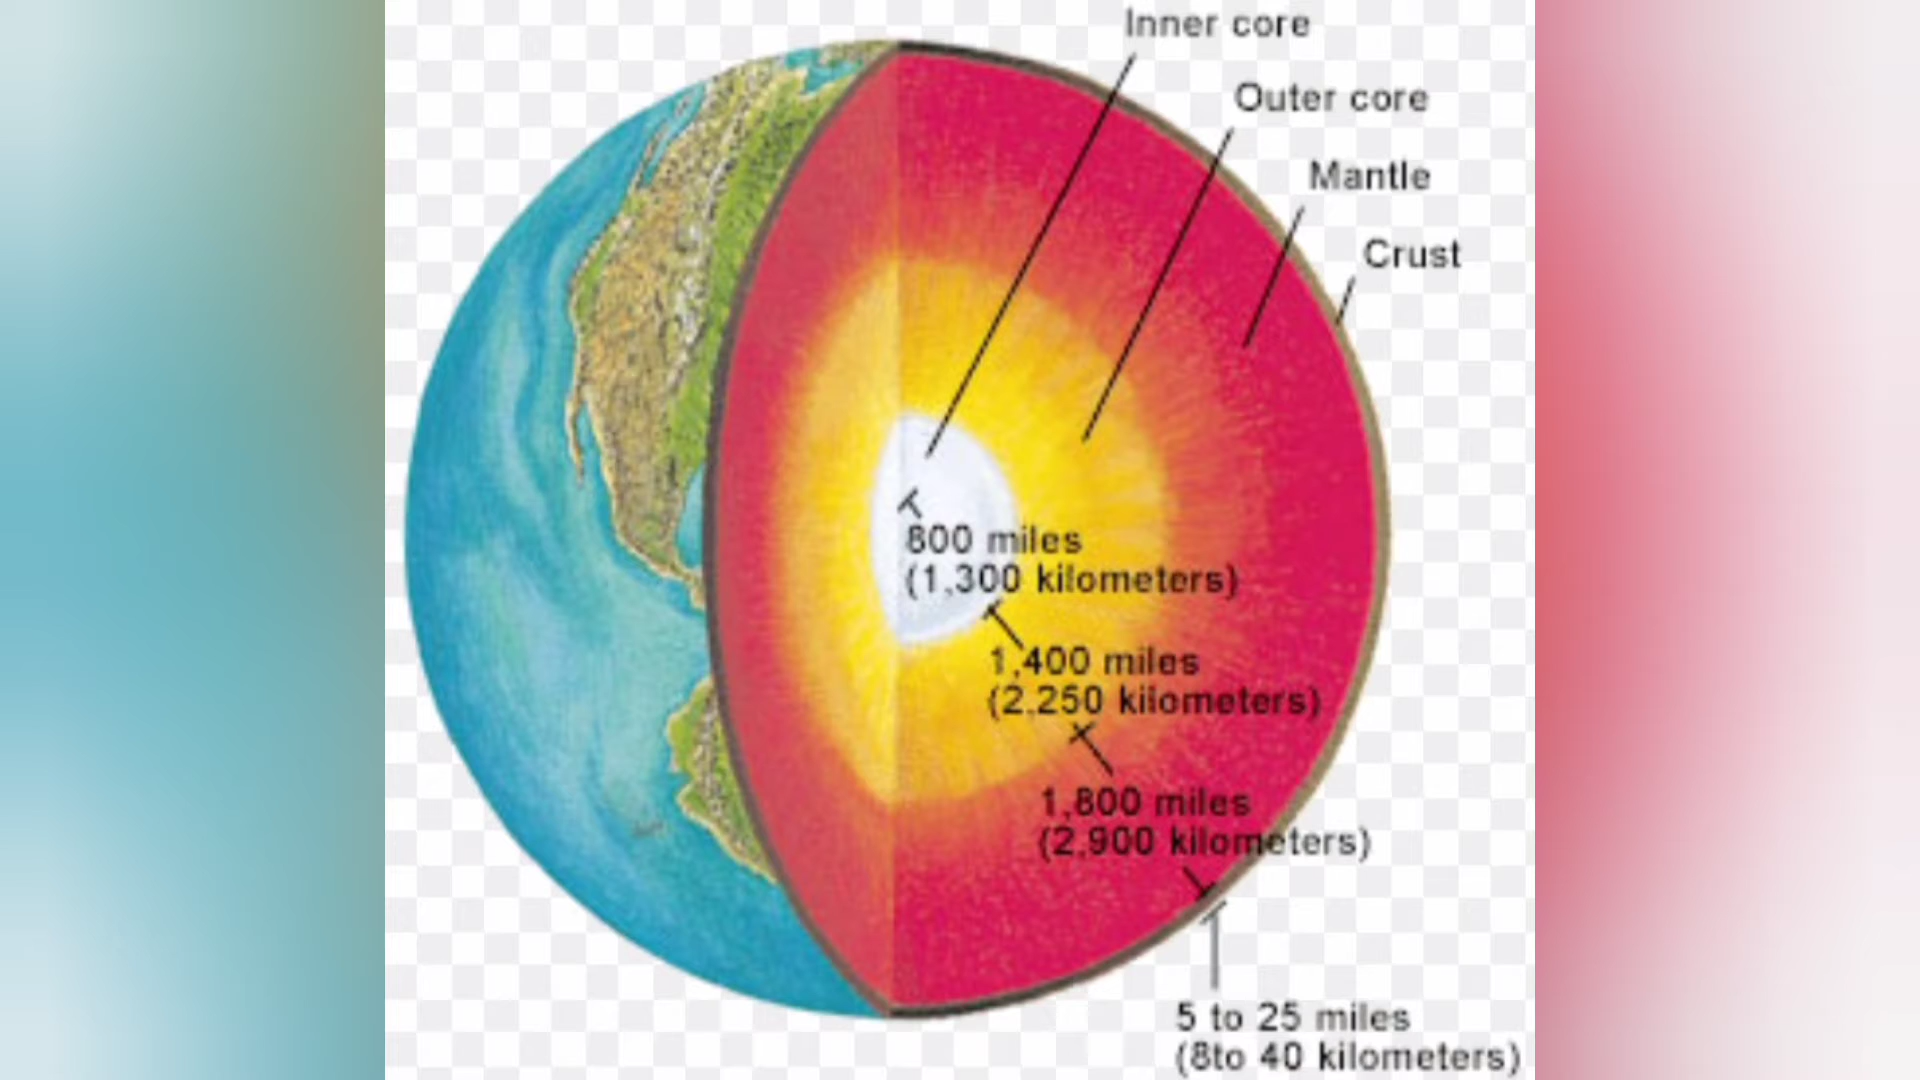 Inner core
Outer core
Mantle
Crust
800 miles
(1,300 kilometers)
1,400 miles
(2,250 kilometers)
1,800 miles
(2,900 kilometers)
5 to 25 miles
(8to 40 kilometers)